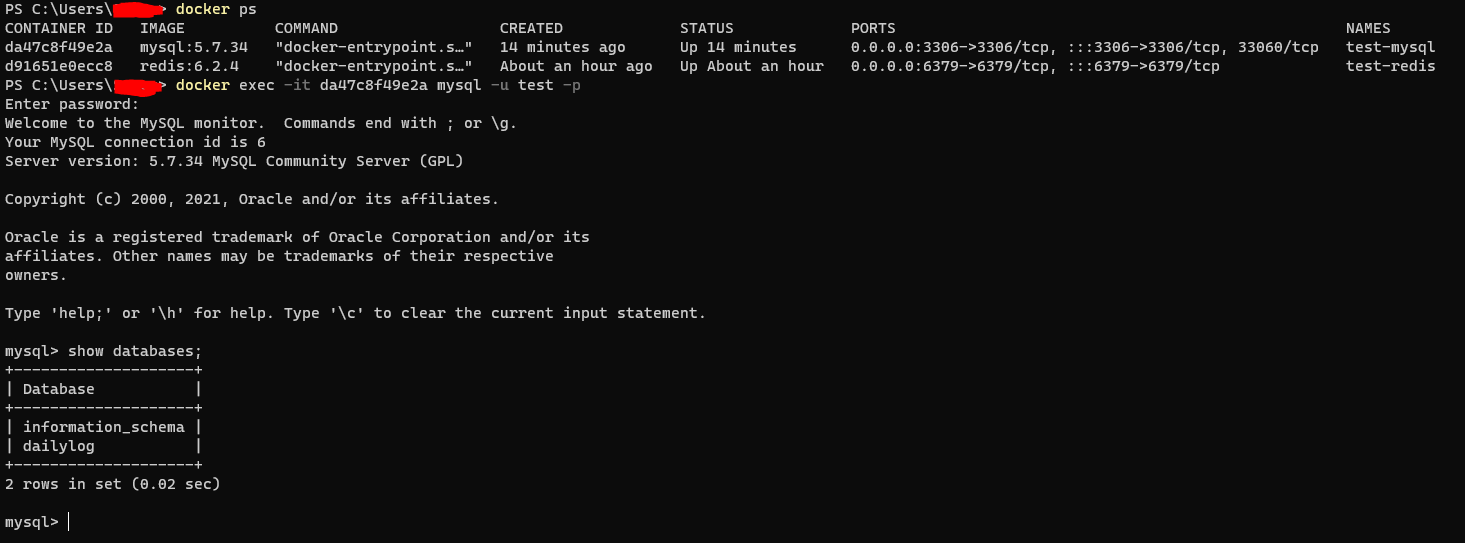 PS C:\Users\ > docker ps
CONTAINER ID   IMAGE          COMMAND                  CREATED             STATUS             PORTS                                                  NAMES
da47c8f49e2a   mysql:5.7.34   "docker-entrypoint.s…"   14 minutes ago      Up 14 minutes      0.0.0.0:3306->3306/tcp, :::3306->3306/tcp, 33060/tcp   test-mysql
d91651e0ecc8   redis:6.2.4    "docker-entrypoint.s…"   About an hour ago   Up About an hour   0.0.0.0:6379->6379/tcp, :::6379->6379/tcp              test-redis
PS C:\Users\ > docker exec -it da47c8f49e2a mysql -u test -p
Enter password:
Welcome to the MySQL monitor.  Commands end with ; or \g.
Your MySQL connection id is 6
Server version: 5.7.34 MySQL Community Server (GPL)

Copyright (c) 2000, 2021, Oracle and/or its affiliates.

Oracle is a registered trademark of Oracle Corporation and/or its
affiliates. Other names may be trademarks of their respective
owners.

Type 'help;' or '\h' for help. Type '\c' to clear the current input statement.

mysql> show databases;
+--------------------+
| Database           |
+--------------------+
| information_schema |
| dailylog           |
+--------------------+
2 rows in set (0.02 sec)

mysql>